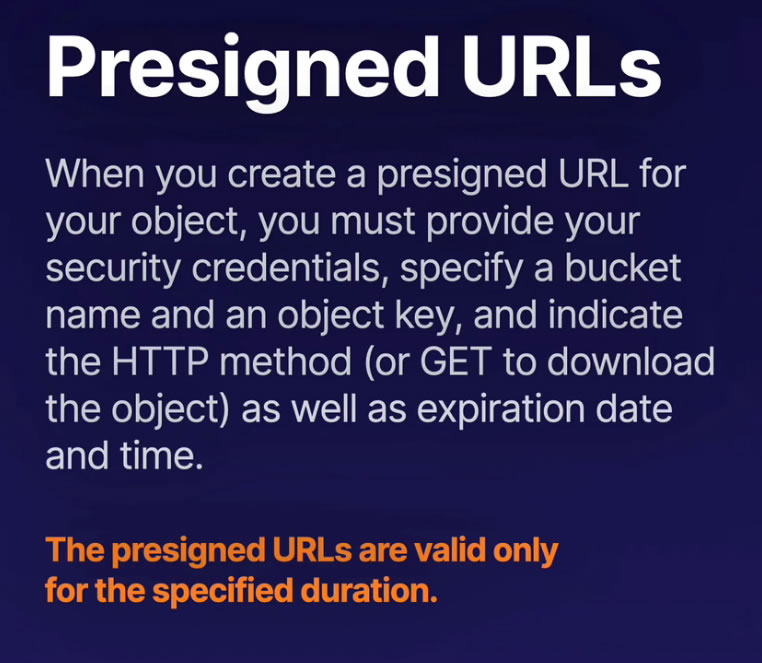 Presigned URLs
When you create a presigned URL for
your object, you must provide your
security credentials, specify a bucket
name and an object key, and indicate
the HTTP method (or GET to download
the object) as well as expiration date
and time.
The presigned URLs are valid only
for the specified duration.